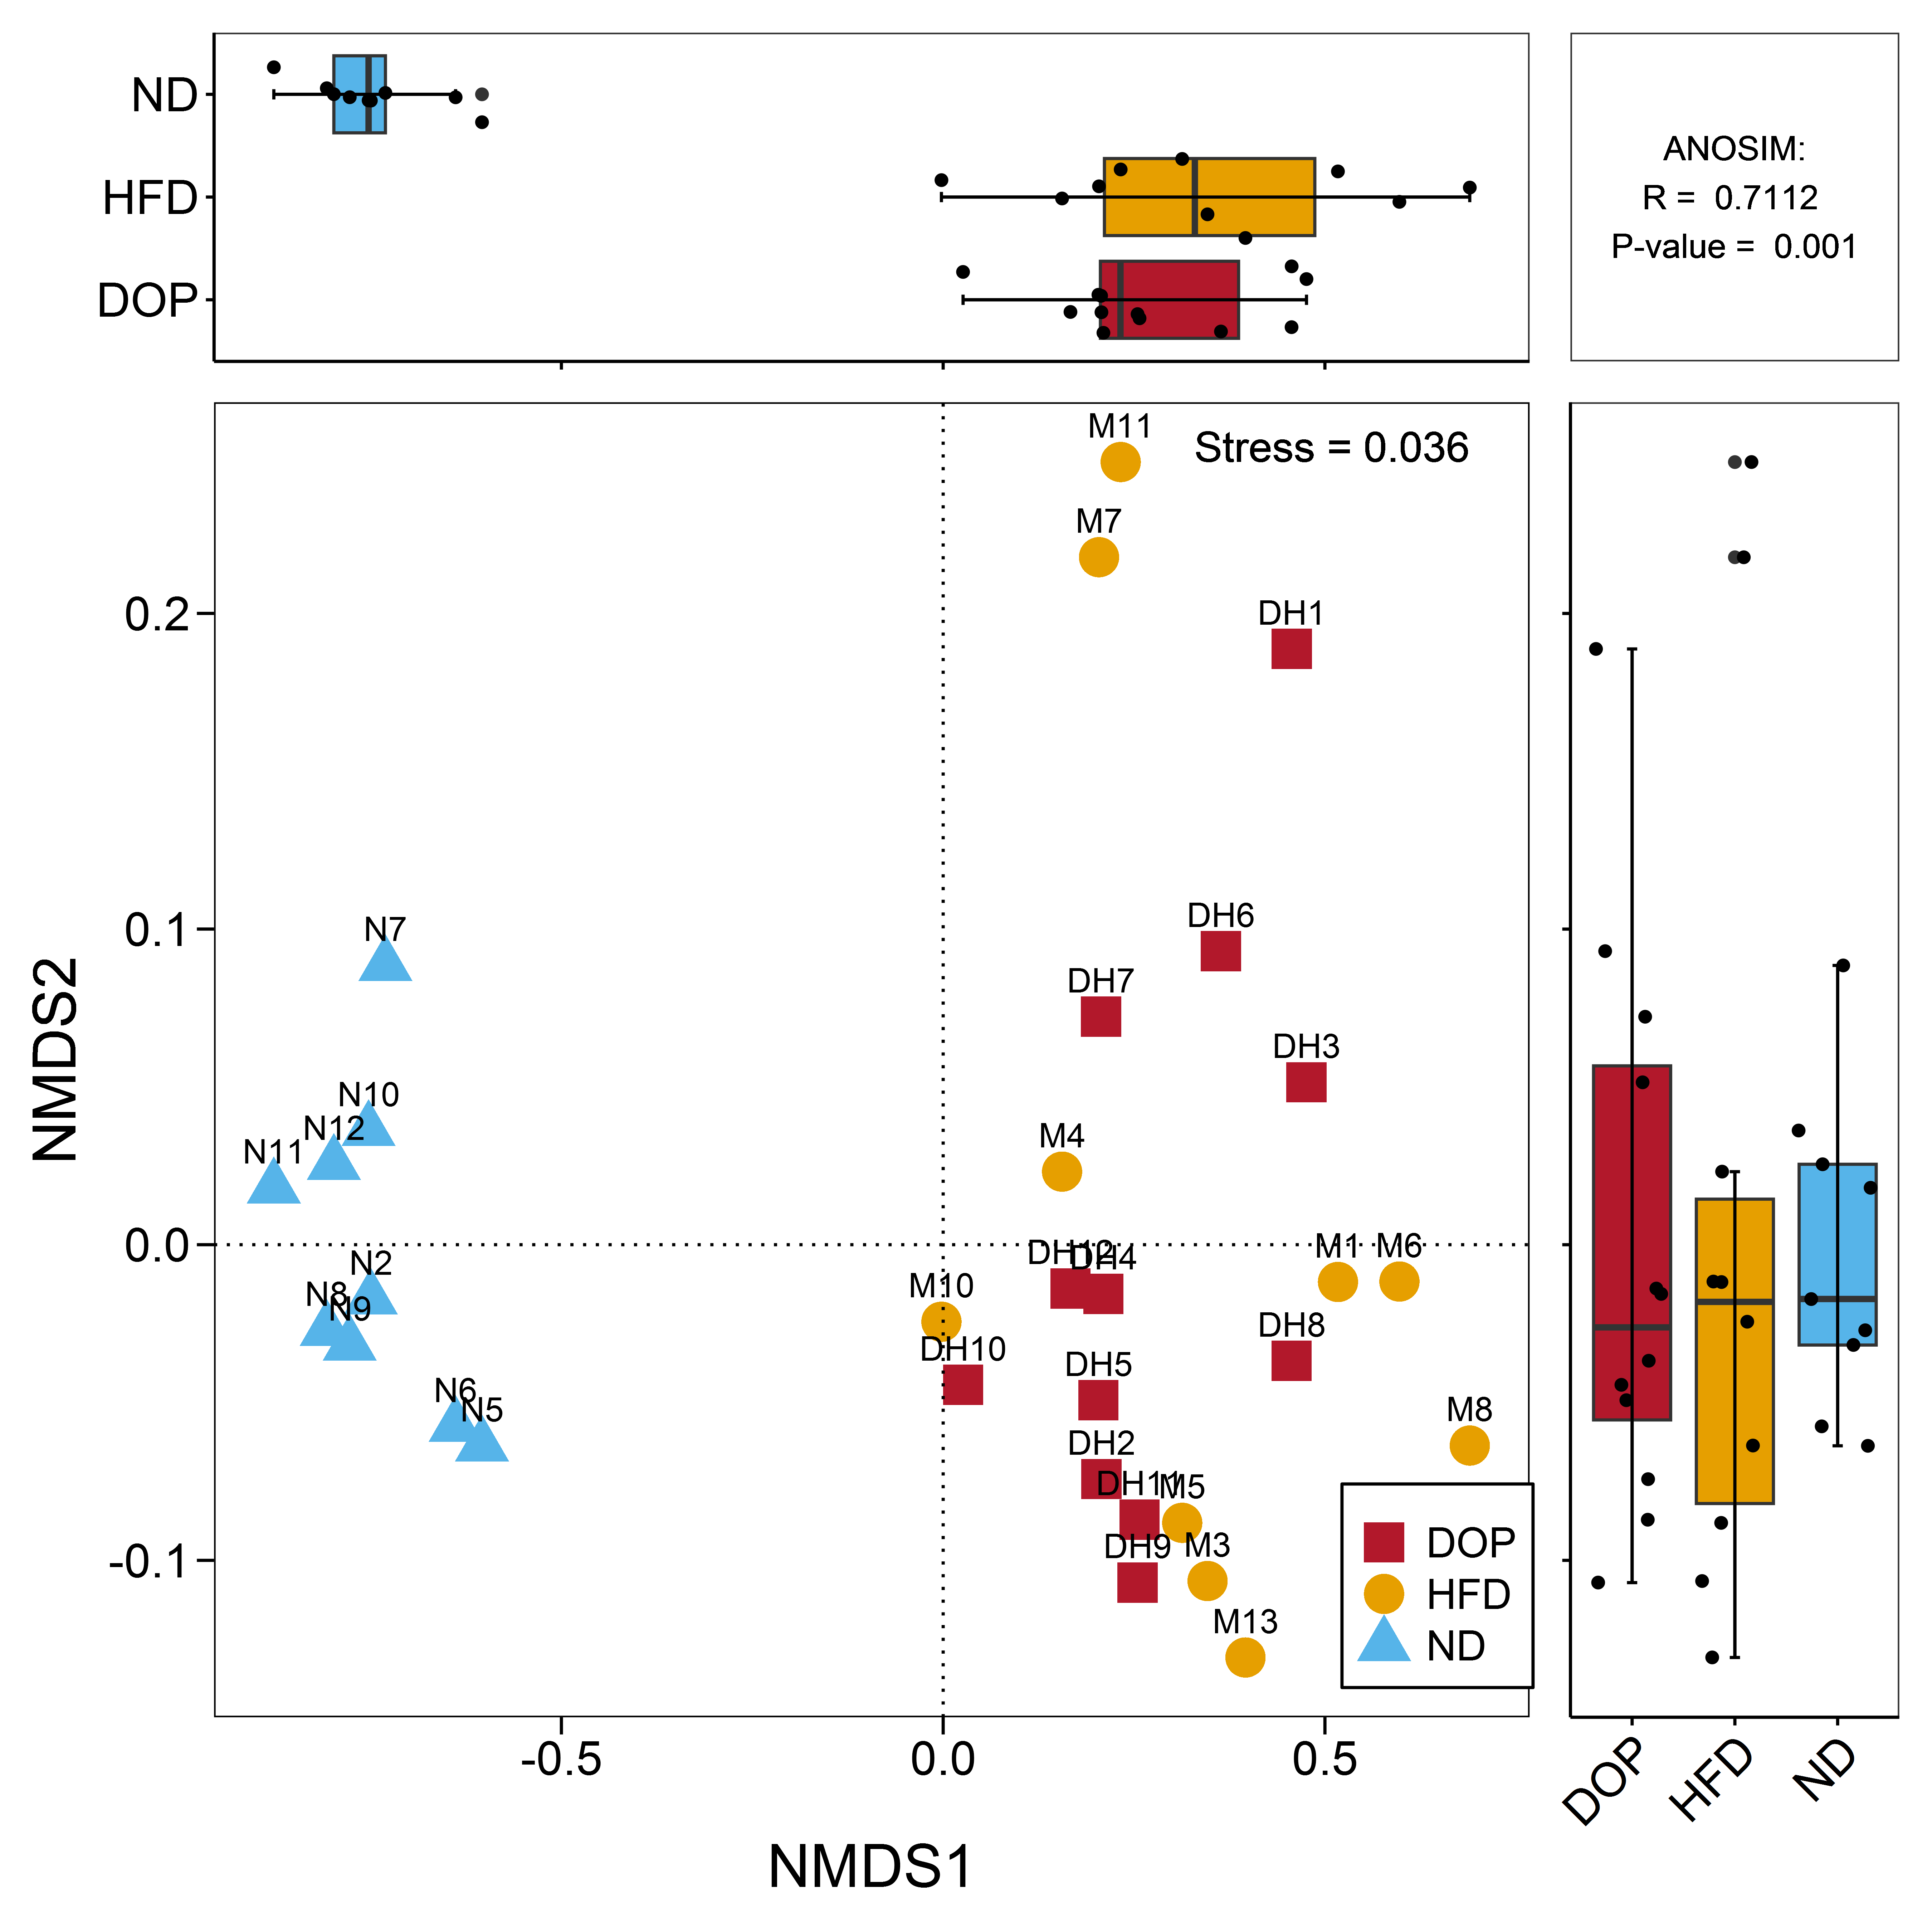 ND
HFD
DOP
ANOSIM:
R = 0.7112
P-value = 0.001
Stress = 0.036
M11
M7
DH1
DH6
DH7
DH3
M4
DH12
DH4
M1
M6
M10
DH10
DH8
DH5
M8
DH2
DH11
M5
DH9
M3
M13
N7
N10
N12
N11
N2
N8
N9
N6
N5
0.2
0.1
0.0
-0.1
NMDS2
DOP
HFD
ND
-0.5
0.0
0.5
NMDS1
DOP
HFD
ND